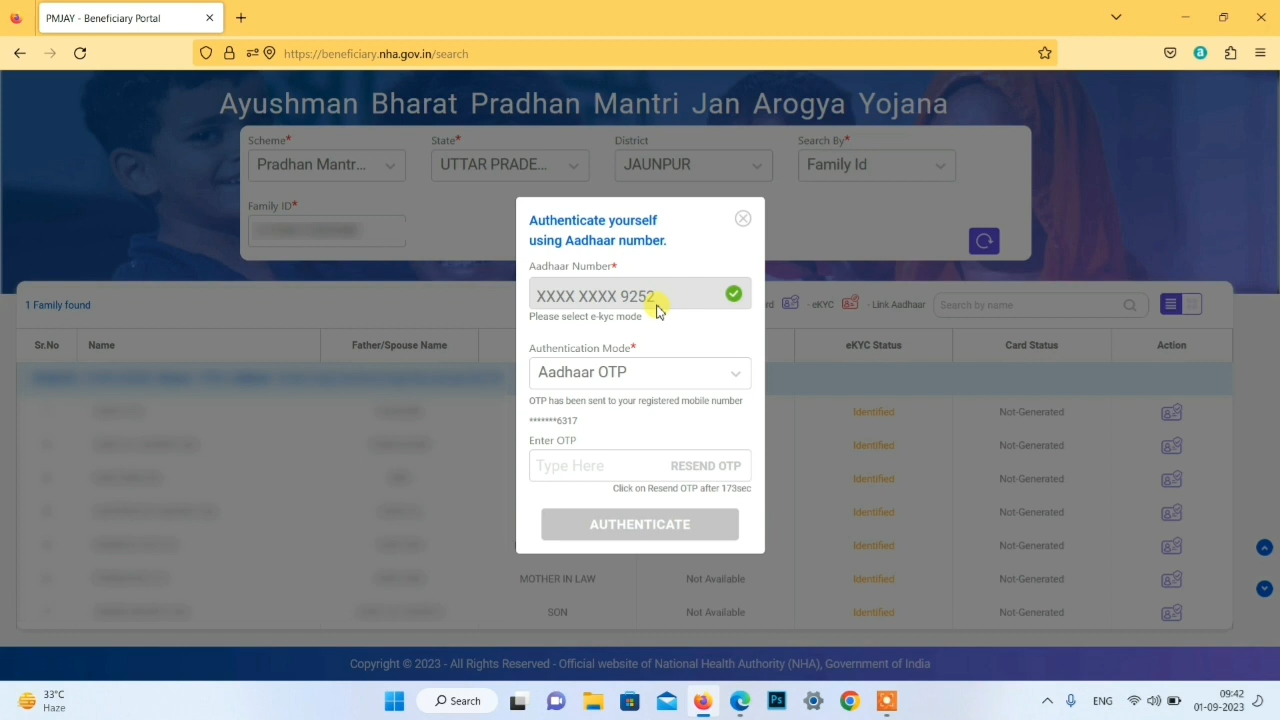 PMJAY - Beneficiary Portal
https://beneficiary.nha.gov.in/search
Ayushman Bharat Pradhan Mantri Jan Arogya Yojana
Scheme* State* District Search By*
Pradhan Mantr... UTTAR PRADE... JAUNPUR Family Id
Family ID*
Authenticate yourself
using Aadhaar number.
Aadhaar Number*
XXXX XXXX 9252
Please select e-kyc mode
Authentication Mode*
Aadhaar OTP
OTP has been sent to your registered mobile number
*******6317
Enter OTP
Type Here RESEND OTP
Click on Resend OTP after 173sec
AUTHENTICATE
1 Family found - eKYC - Link Aadhaar Search by name
Sr.No Name Father/Spouse Name eKYC Status Card Status Action
Identified Not-Generated
Identified Not-Generated
Identified Not-Generated
Identified Not-Generated
Identified Not-Generated
MOTHER IN LAW Not Available Identified Not-Generated
SON Not Available Identified Not-Generated
Copyright © 2023 - All Rights Reserved - Official website of National Health Authority (NHA), Government of India
33°C
Haze
Search
Ps
ENG
09:42
01-09-2023